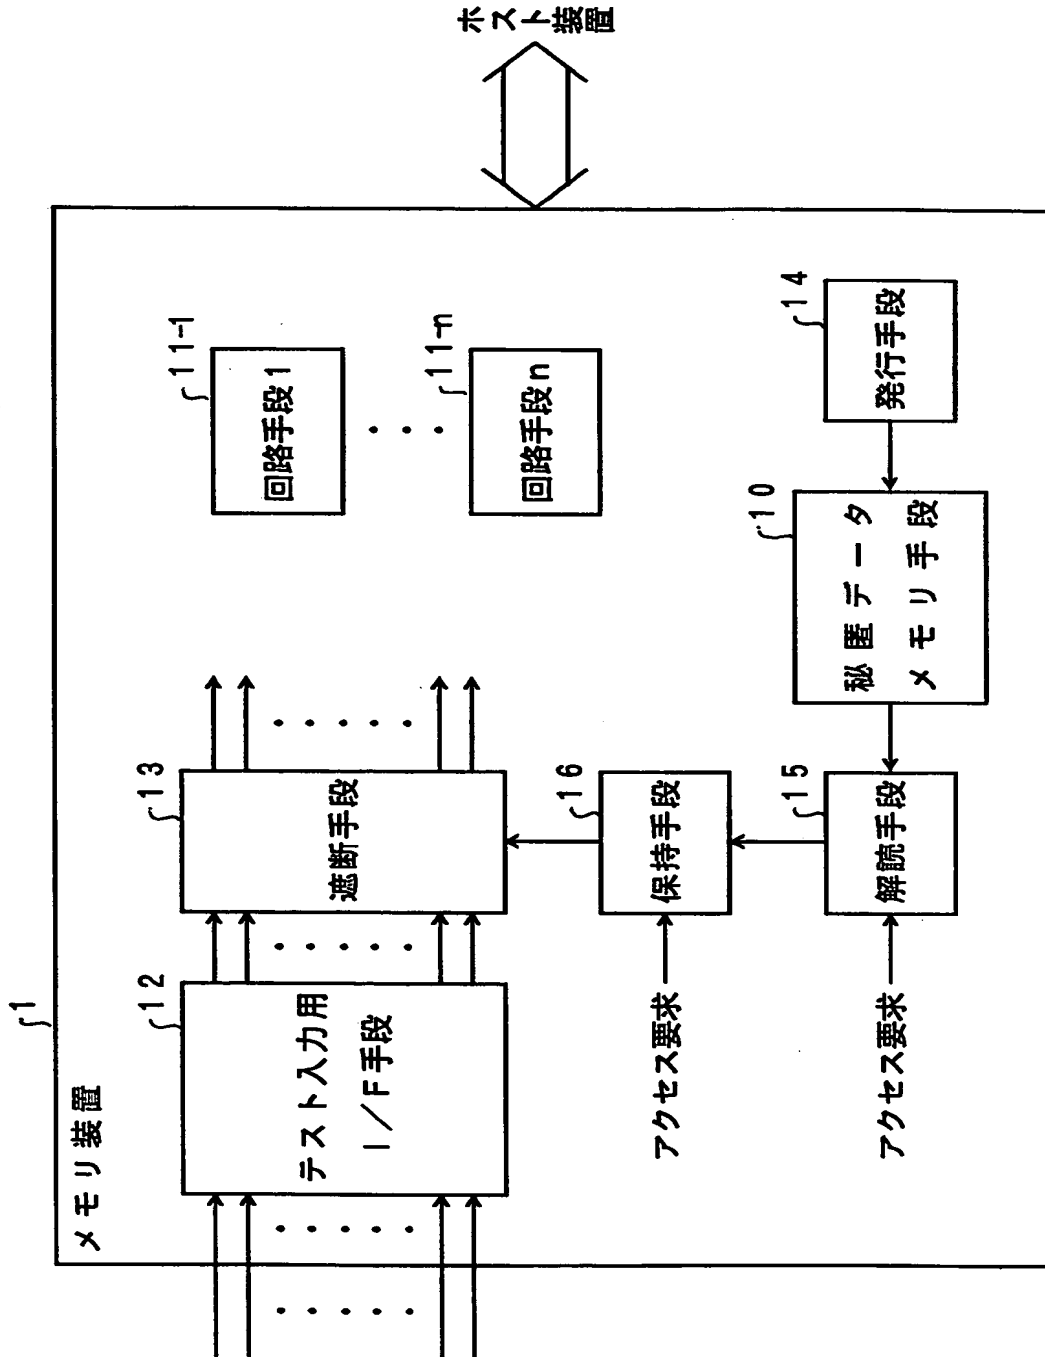 メモリ装置
1
テスト入力用
I/F手段
12
遮断手段
13
回路手段1
11-1
回路手段n
11-n
ホスト装置
アクセス要求
保持手段
16
アクセス要求
解読手段
15
秘匿データ
メモリ手段
10
発行手段
14